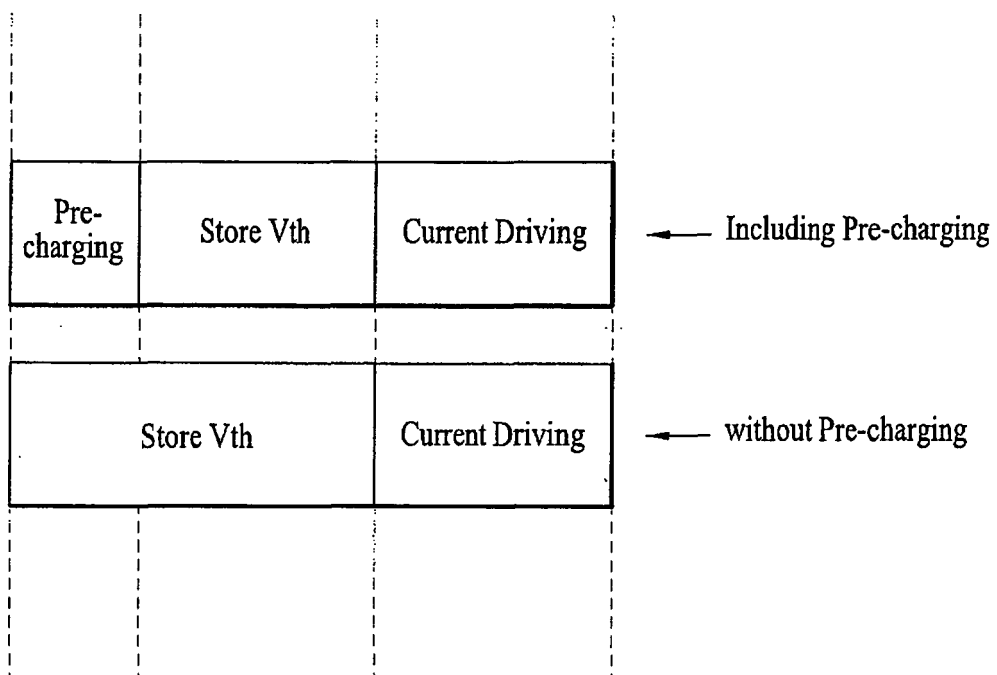 Pre-
charging
Store Vth
Current Driving
Including Pre-charging
Store Vth
Current Driving
without Pre-charging